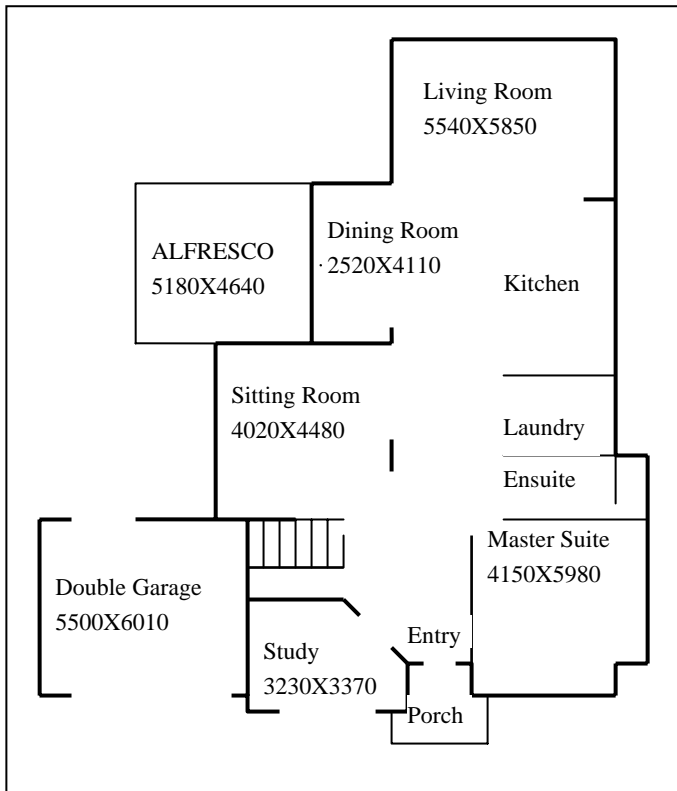 Living Room
5540X5850
Dining Room
2520X4110
ALFRESCO
5180X4640
Kitchen
Sitting Room
4020X4480
Laundry
Ensuite
Master Suite
4150X5980
Double Garage
5500X6010
Entry
Study
3230X3370
Porch